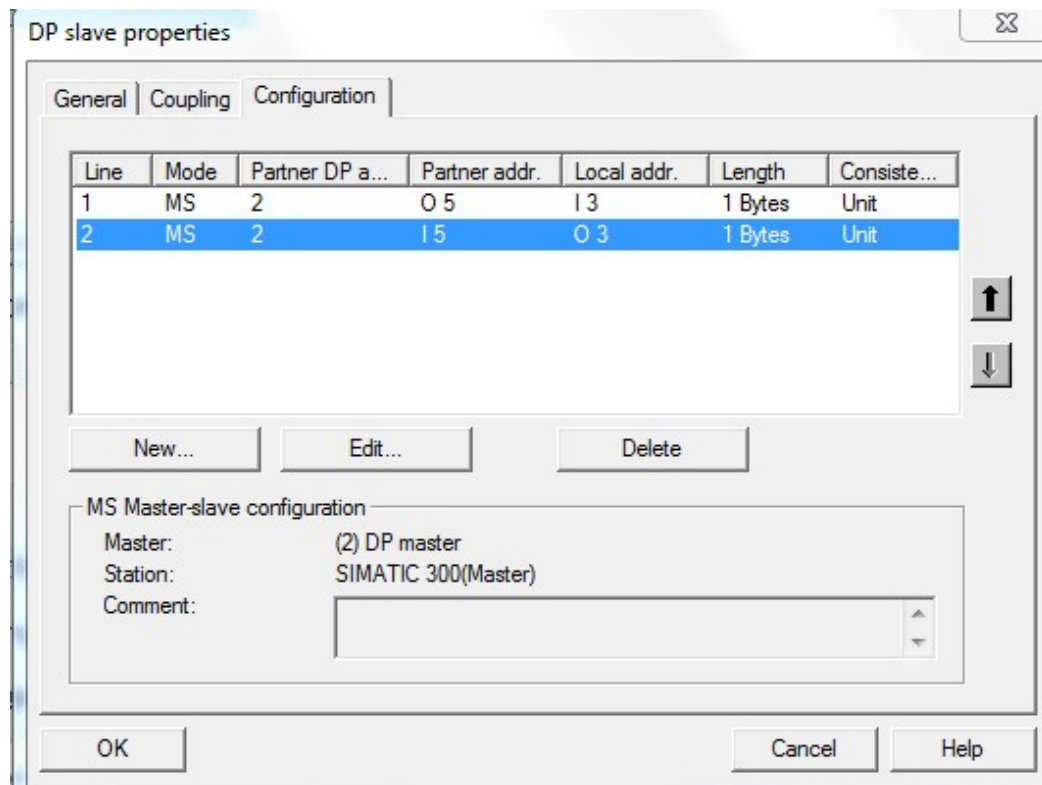 DP slave properties
General Coupling Configuration
Line Mode Partner DP a... Partner addr. Local addr. Length Consiste...
1 MS 2 O 5 I 3 1 Bytes Unit
2 MS 2 I 5 O 3 1 Bytes Unit
New... Edit... Delete
MS Master-slave configuration
Master: (2) DP master
Station: SIMATIC 300(Master)
Comment:
OK Cancel Help